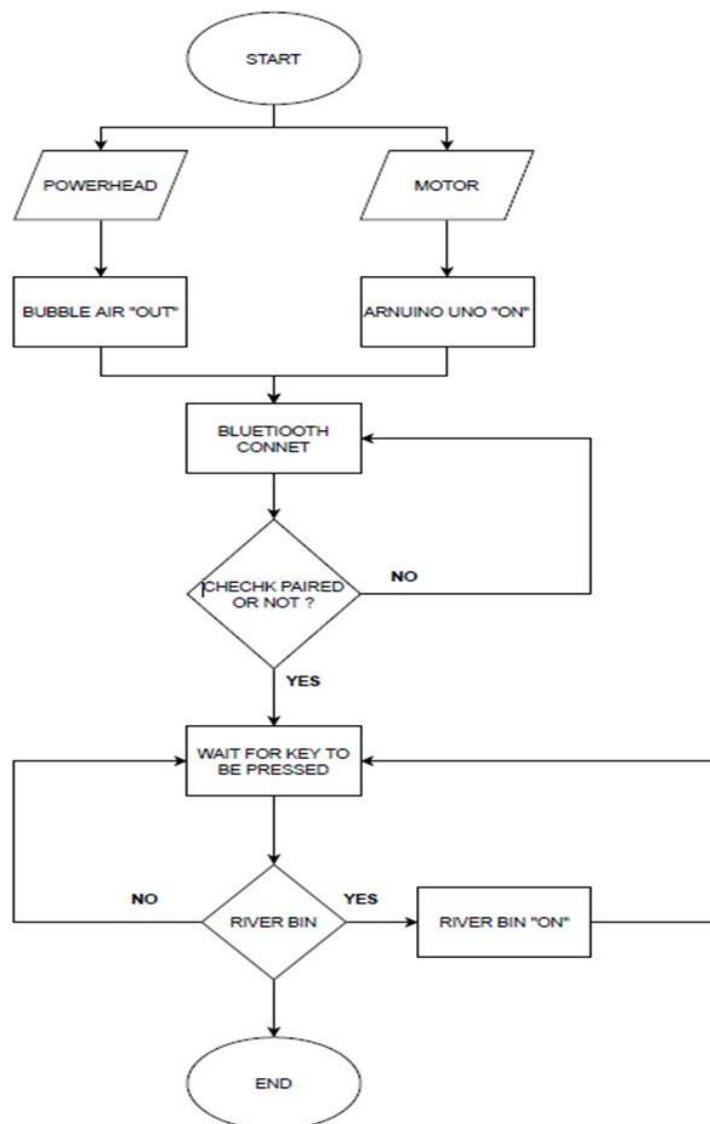 START
POWERHEAD
MOTOR
BUBBLE AIR "OUT"
ARNUINO UNO "ON"
BLUETIOOTH
CONNET
CHECHK PAIRED
OR NOT ?
NO
YES
WAIT FOR KEY TO
BE PRESSED
NO
YES
RIVER BIN
RIVER BIN "ON"
END